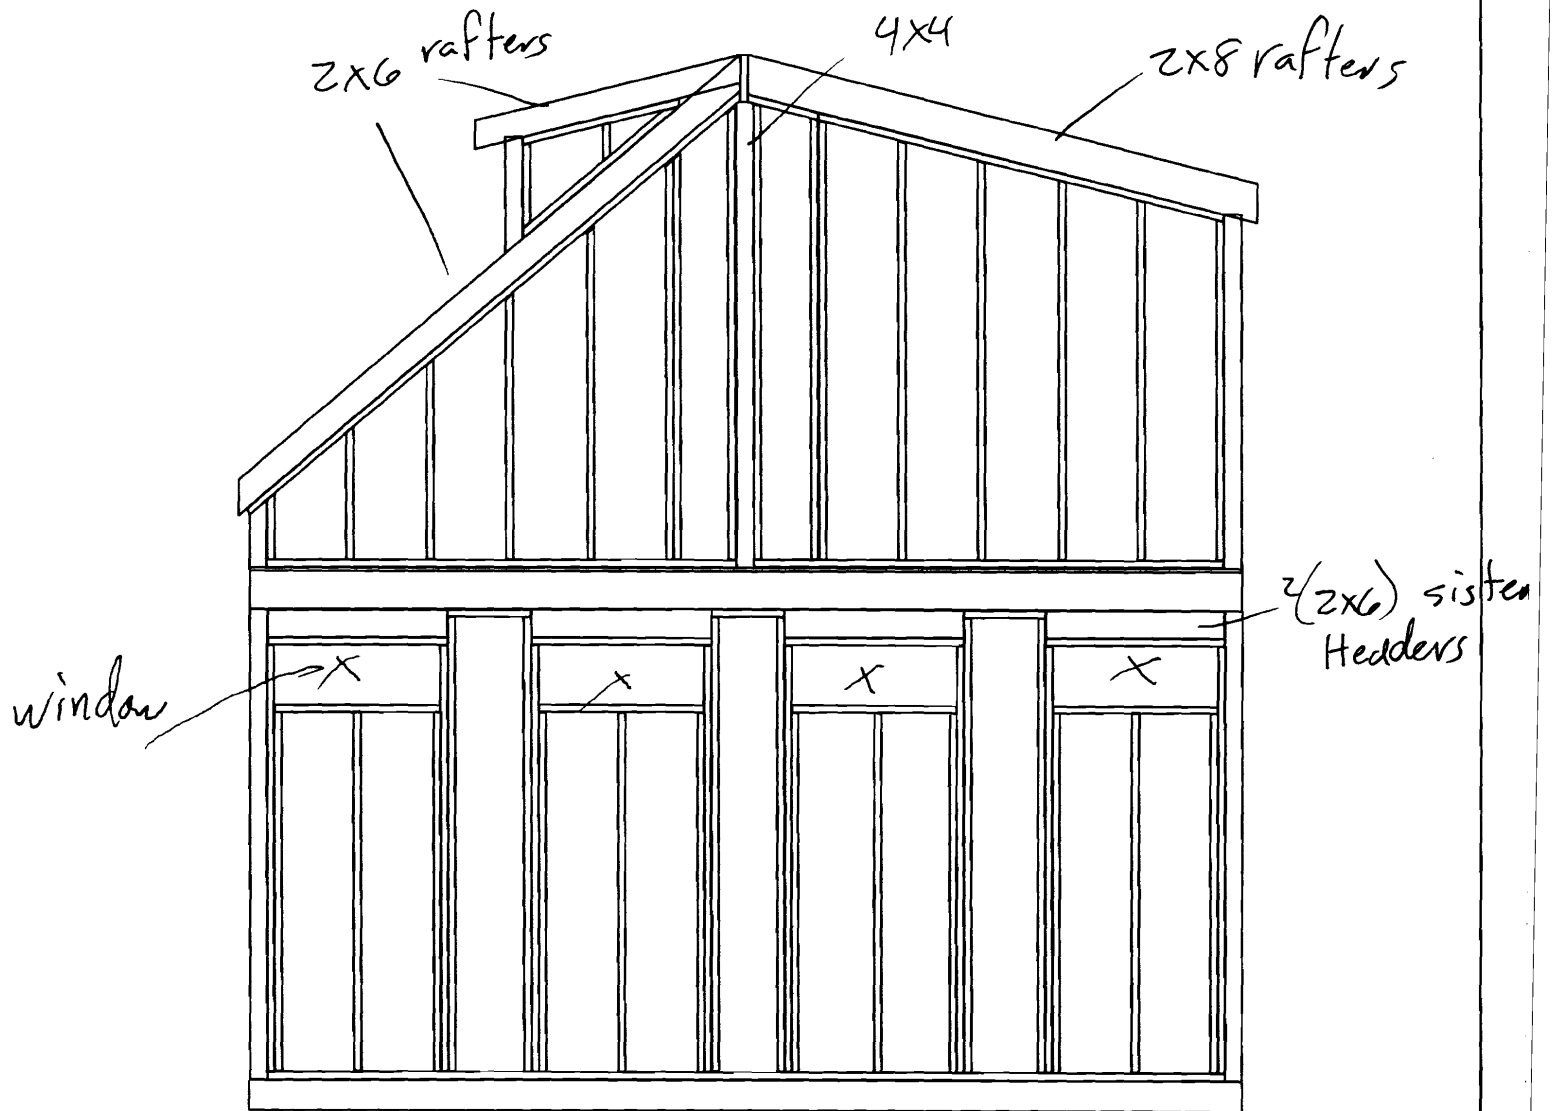 2x6 rafters
4x4
2x8 rafters
2(2x6) sister
Headers
window
x
x
x
x